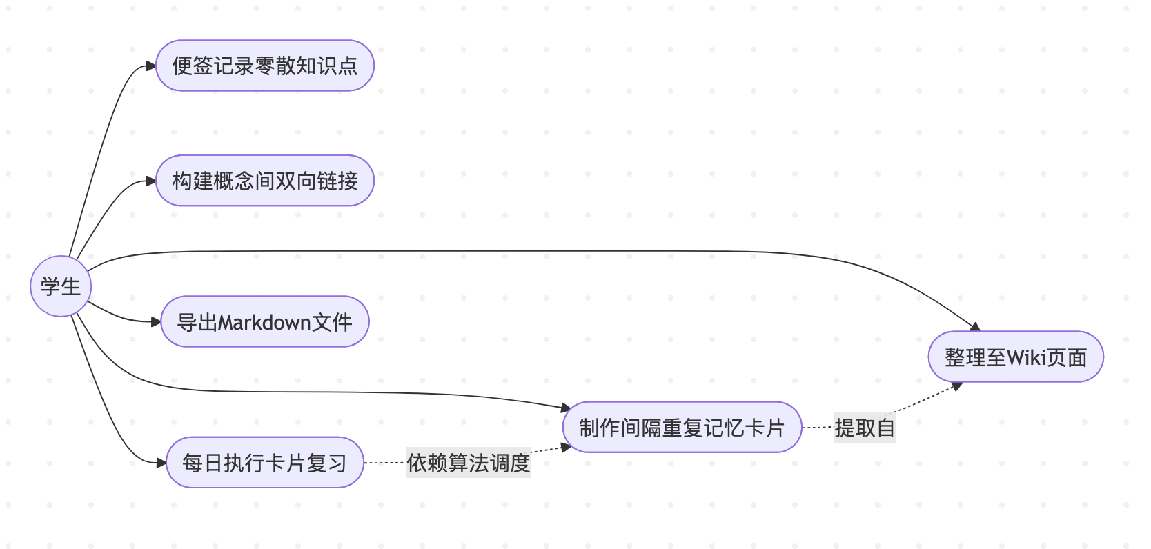 便签记录零散知识点
构建概念间双向链接
学生
导出Markdown文件
整理至Wiki页面
制作间隔重复记忆卡片
提取自
每日执行卡片复习
依赖算法调度